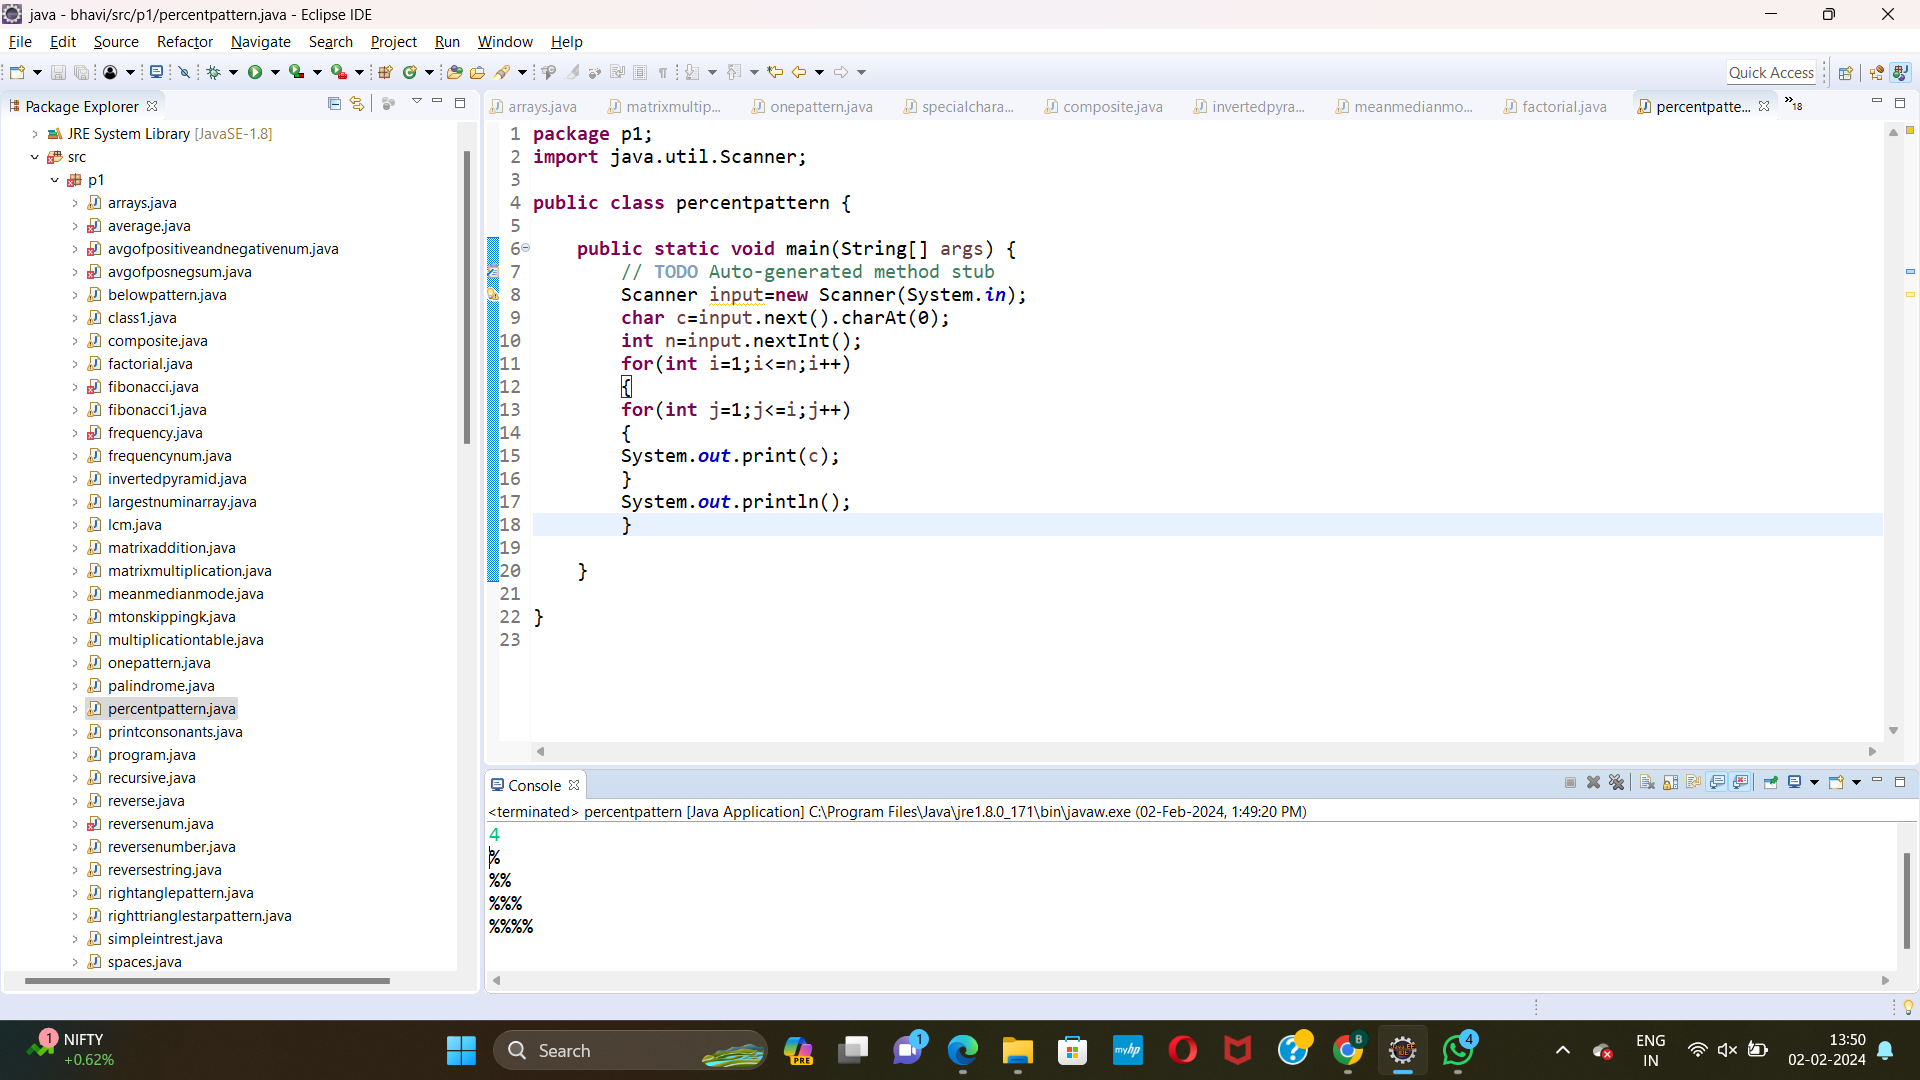 java - bhavi/src/p1/percentpattern.java - Eclipse IDE
File Edit Source Refactor Navigate Search Project Run Window Help
Quick Access
Package Explorer
arrays.java matrixmultip... onepattern.java specialchara... composite.java invertedpyra... meanmedianmo... factorial.java percentpatte... »18
JRE System Library [JavaSE-1.8]
src
p1
arrays.java
average.java
avgofpositiveandnegativenum.java
avgofposnegsum.java
belowpattern.java
class1.java
composite.java
factorial.java
fibonacci.java
fibonacci1.java
frequency.java
frequencynum.java
invertedpyramid.java
largestnuminarray.java
lcm.java
matrixaddition.java
matrixmultiplication.java
meanmedianmode.java
mtonskippingk.java
multiplicationtable.java
onepattern.java
palindrome.java
percentpattern.java
printconsonants.java
program.java
recursive.java
reverse.java
reversenum.java
reversenumber.java
reversestring.java
rightanglepattern.java
righttrianglestarpattern.java
simpleintrest.java
spaces.java
1 package p1;
2 import java.util.Scanner;
3
4 public class percentpattern {
5
6 public static void main(String[] args) {
7 // TODO Auto-generated method stub
8 Scanner input=new Scanner(System.in);
9 char c=input.next().charAt(0);
10 int n=input.nextInt();
11 for(int i=1;i<=n;i++)
12 {
13 for(int j=1;j<=i;j++)
14 {
15 System.out.print(c);
16 }
17 System.out.println();
18 }
19
20 }
21
22 }
23
Console
<terminated> percentpattern [Java Application] C:\Program Files\Java\jre1.8.0_171\bin\javaw.exe (02-Feb-2024, 1:49:20 PM)
4
%
%%
%%%
%%%%
1 NIFTY
+0.62%
Search
PRE
1
myhp
B
4
ENG
IN
13:50
02-02-2024